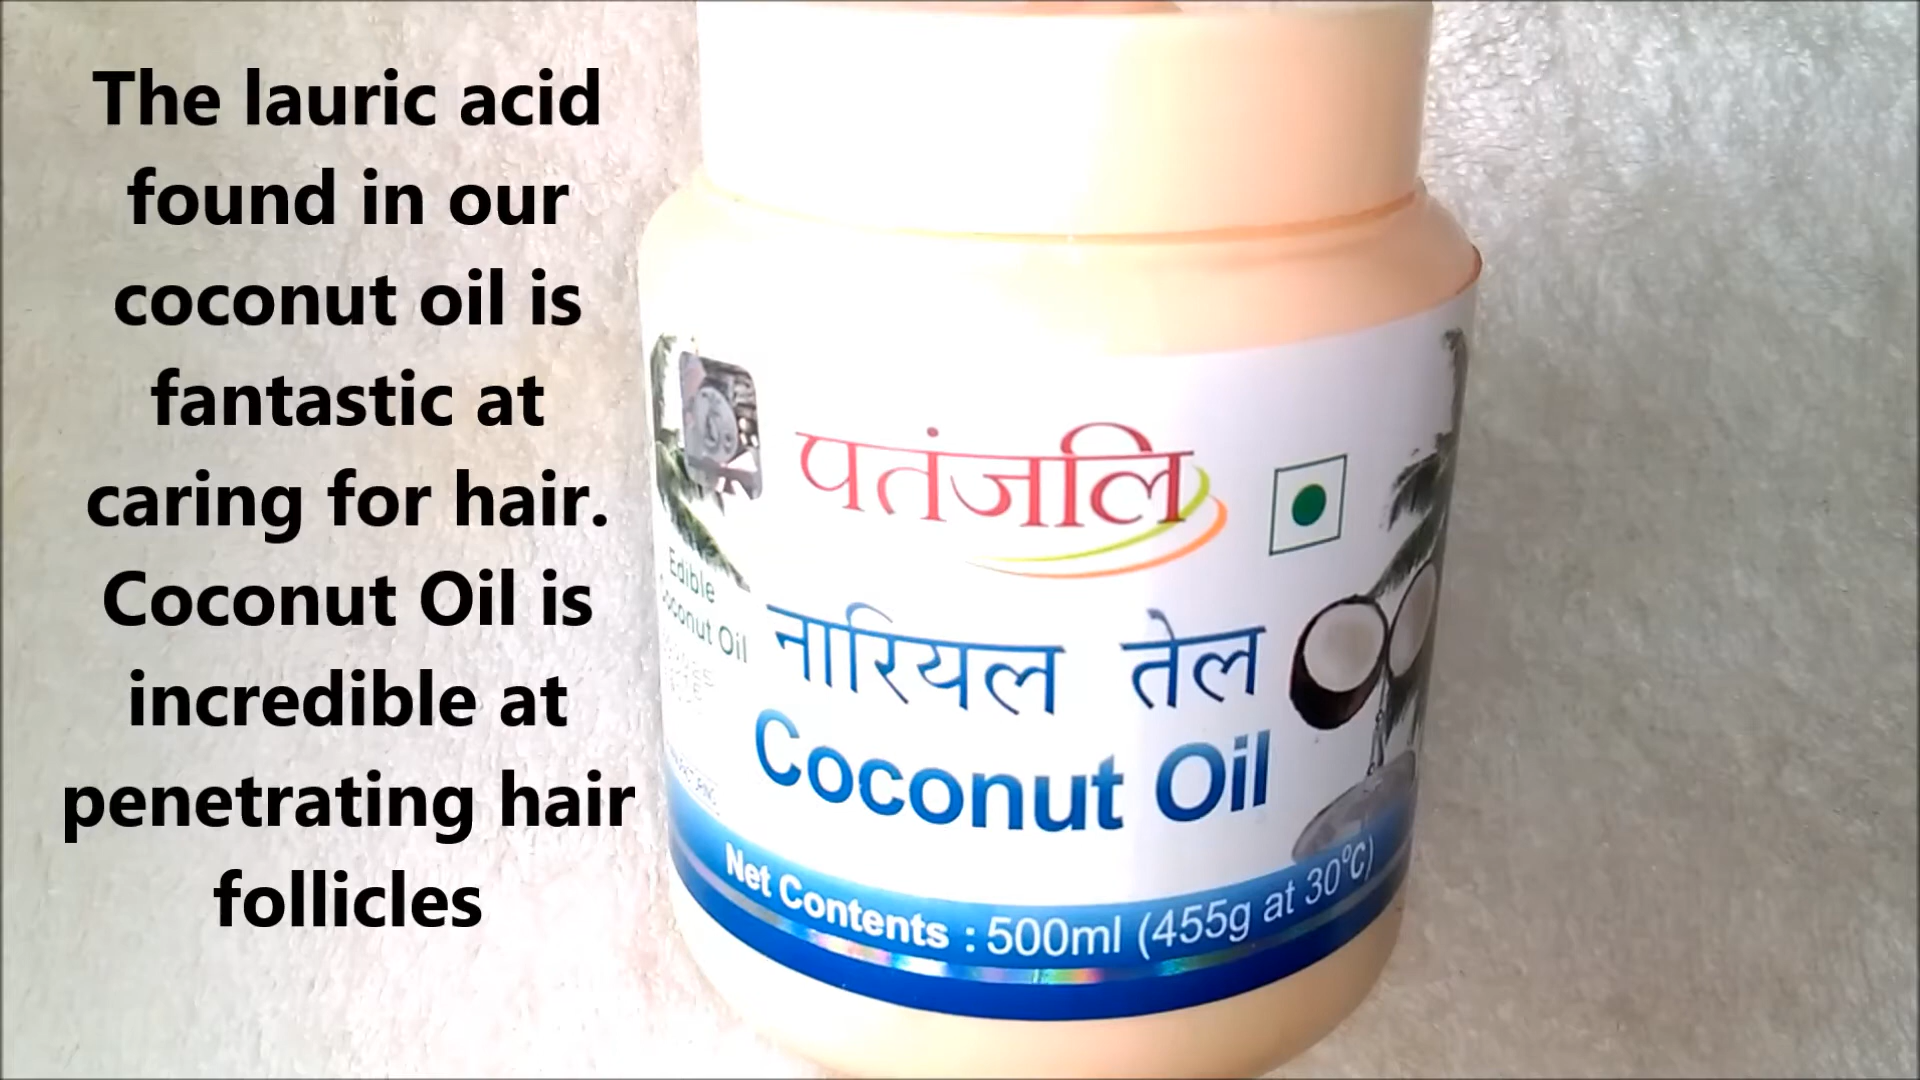 The lauric acid
found in our
coconut oil is
fantastic at
caring for hair.
Coconut Oil is
incredible at
penetrating hair
follicles
पतंजलि
Edible
Coconut Oil
नारियल तेल
Coconut Oil
Net Contents : 500ml (455g at 30°C)